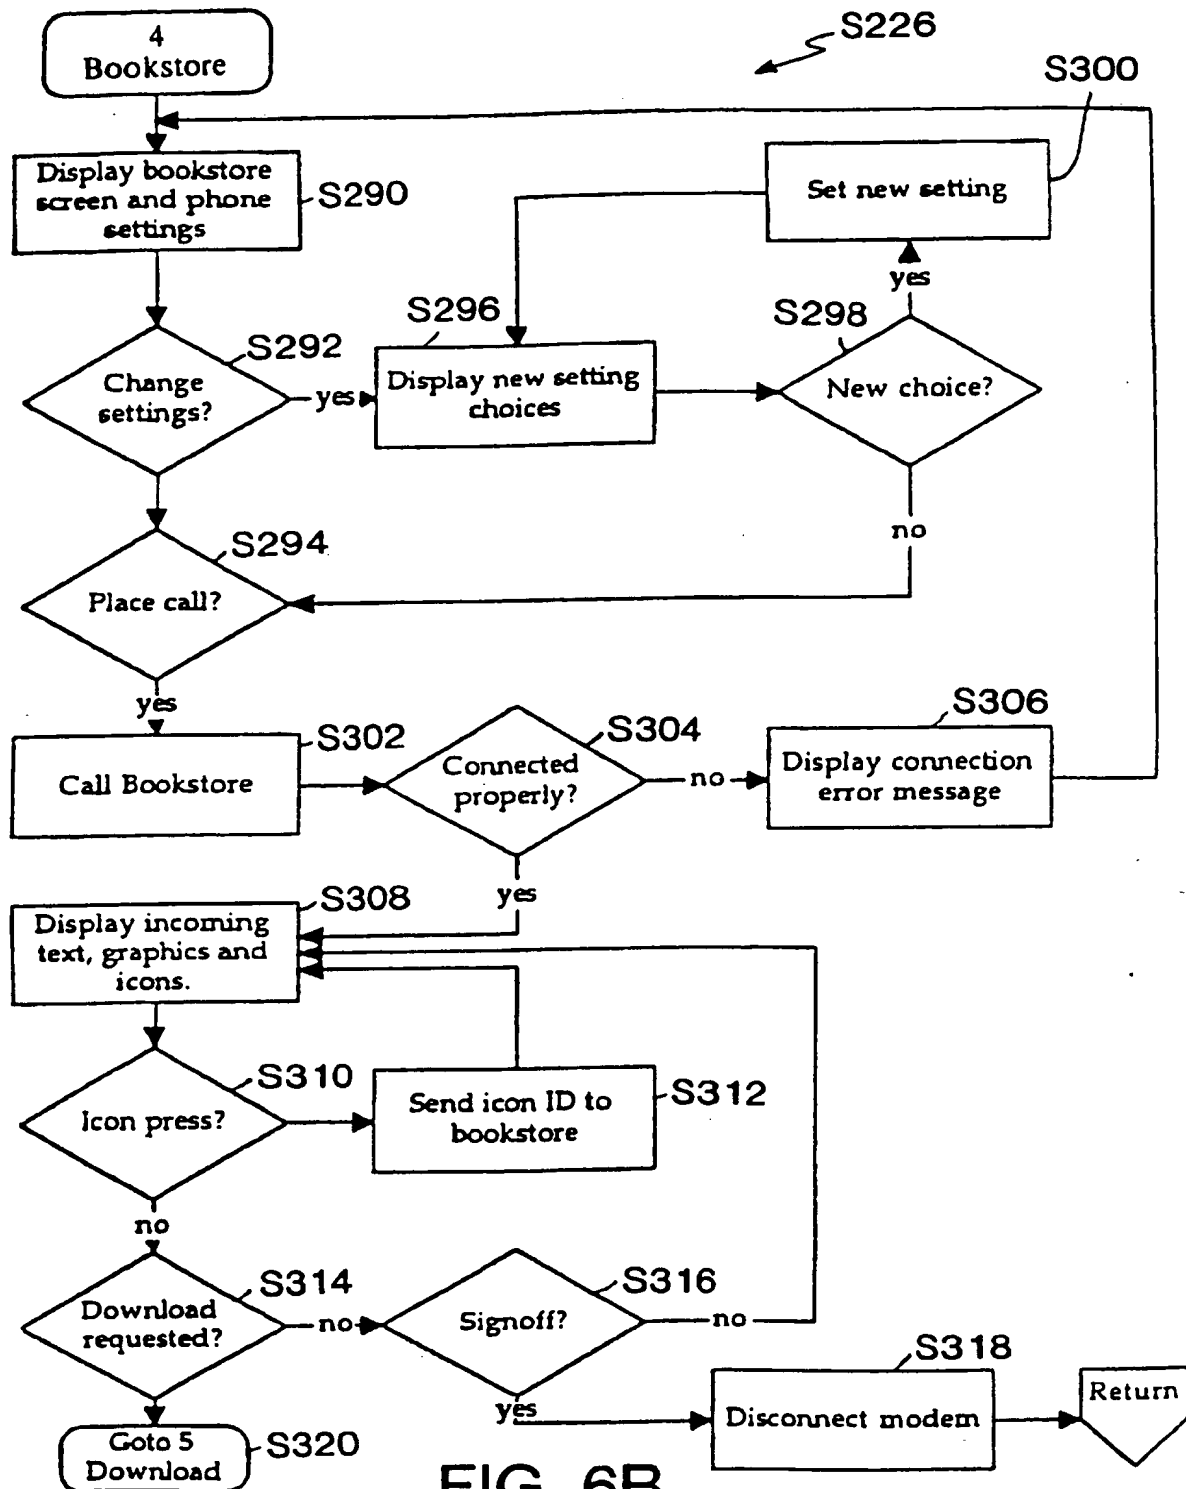 4
Bookstore
S226
S300
Display bookstore
screen and phone
settings
S290
Set new setting
yes
S296
S298
S292
Change
settings?
yes
Display new setting
choices
New choice?
no
S294
Place call?
yes
S302
Call Bookstore
S304
Connected
properly?
no
S306
Display connection
error message
yes
S308
Display incoming
text, graphics and
icons.
S310
Icon press?
Send icon ID to
bookstore
S312
no
S314
Download
requested?
no
S316
Signoff?
no
yes
S318
Disconnect modem
Return
Goto 5
Download
S320
FIG. 6B